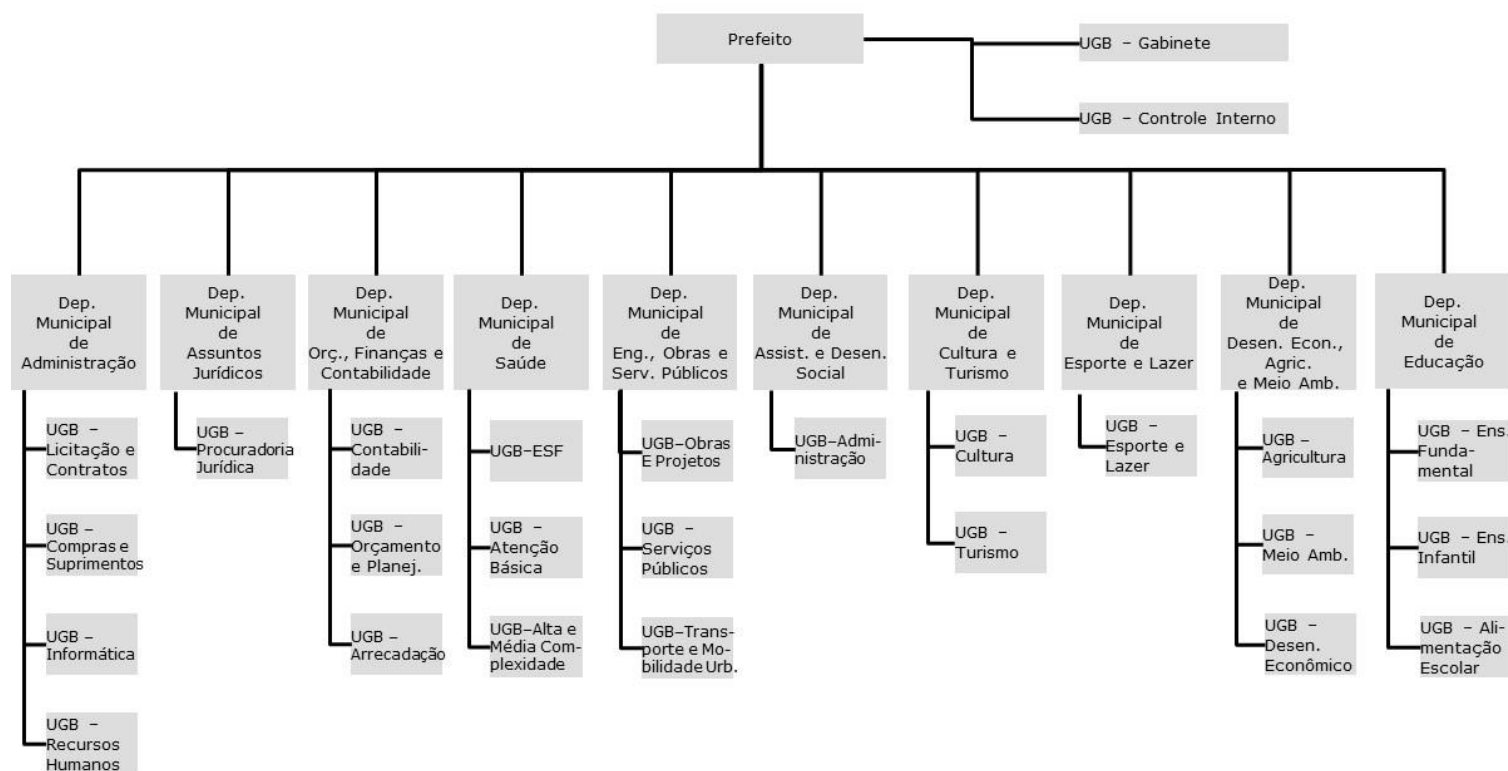 Prefeito
UGB – Gabinete
UGB – Controle Interno
Dep.
Municipal
de
Administração
Dep.
Municipal
de
Assuntos
Jurídicos
Dep.
Municipal
de
Orç., Finanças e
Contabilidade
Dep.
Municipal
de
Saúde
Dep.
Municipal
de
Eng., Obras e
Serv. Públicos
Dep.
Municipal
de
Assist. e Desen.
Social
Dep.
Municipal
de
Cultura e
Turismo
Dep.
Municipal
de
Esporte e Lazer
Dep.
Municipal
de
Desen. Econ.,
Agric.
e Meio Amb.
Dep.
Municipal
de
Educação
UGB –
Licitação e
Contratos
UGB –
Compras e
Suprimentos
UGB –
Informática
UGB –
Recursos
Humanos
UGB –
Procuradoria
Jurídica
UGB –
Contabili-
dade
UGB –
Orçamento
e Planej.
UGB –
Arrecadação
UGB–ESF
UGB –
Atenção
Básica
UGB–Alta e
Média Com-
plexidade
UGB–Obras
E Projetos
UGB –
Serviços
Públicos
UGB–Trans-
porte e Mo-
bilidade Urb.
UGB–Admi-
nistração
UGB –
Cultura
UGB –
Turismo
UGB –
Esporte e
Lazer
UGB –
Agricultura
UGB –
Meio Amb.
UGB –
Desen.
Econômico
UGB – Ens.
Funda-
mental
UGB – Ens.
Infantil
UGB – Ali-
mentação
Escolar